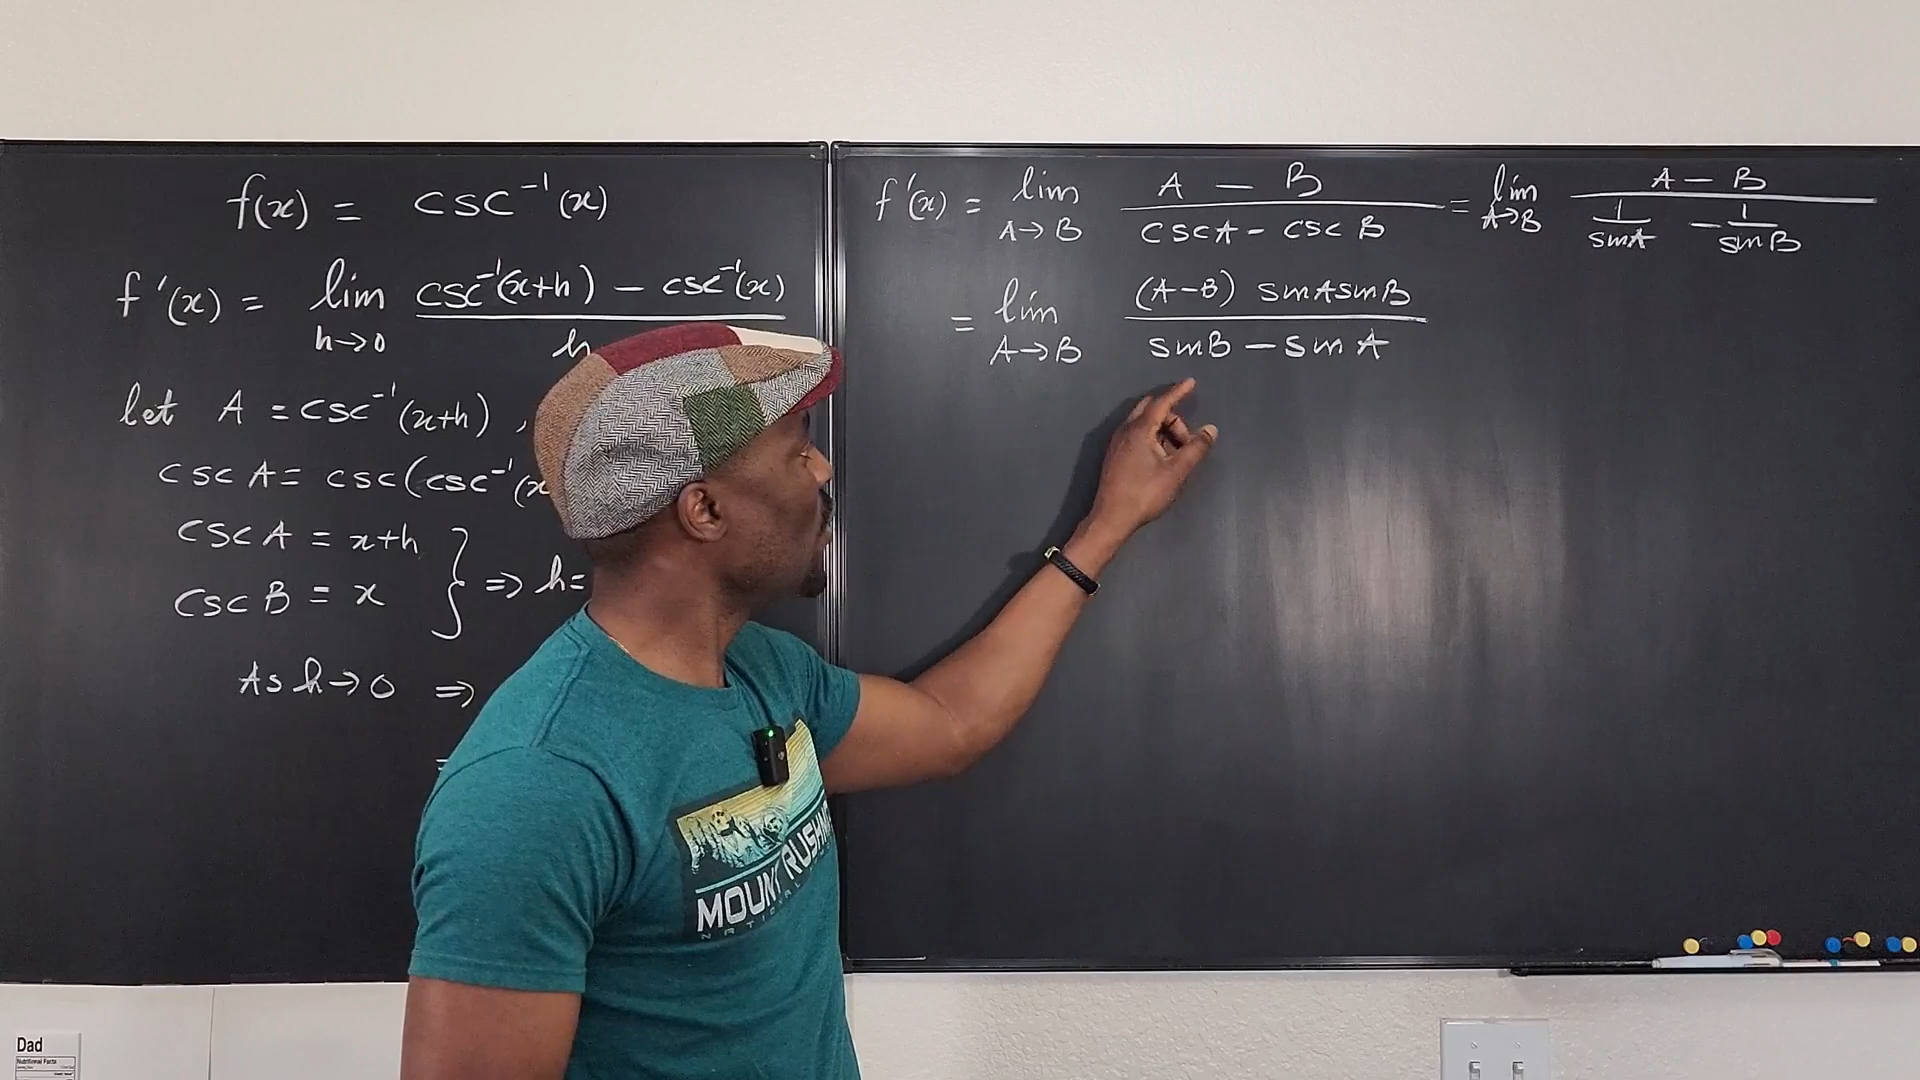 f(x) = csc⁻¹(x)
f'(x) = lim h→0 (csc⁻¹(x+h) − csc⁻¹(x)) / h
let A = csc⁻¹(x+h) ,
csc A = csc(csc⁻¹(x
csc A = x+h
csc B = x } => h =
As h→0 =>
f'(x) = lim A→B (A − B) / (csc A − csc B) = lim A→B (A − B) / (1/sin A − 1/sin B)
= lim A→B (A−B) sin A sin B / (sin B − sin A)
MOUNT RUSHM
Dad
Nutritional Facts